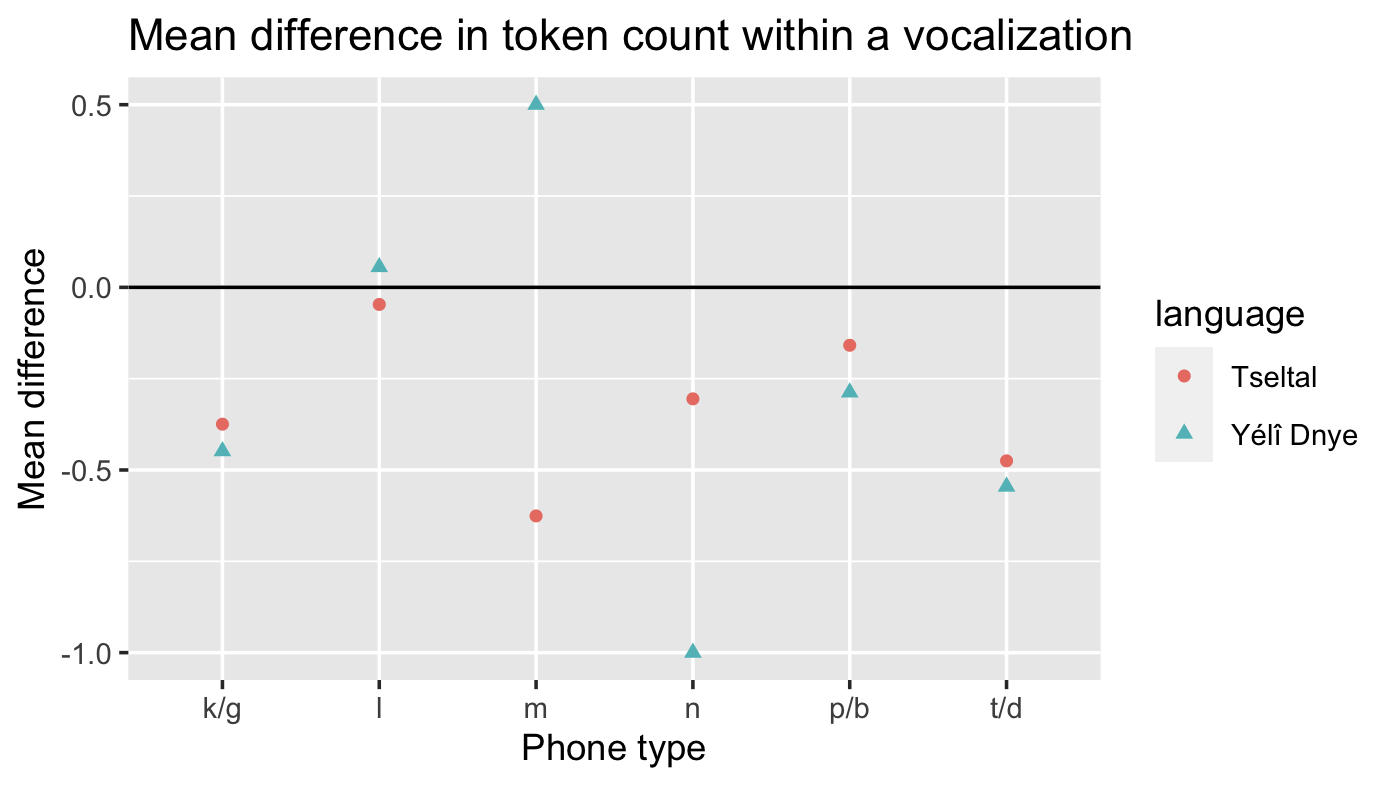 Mean difference in token count within a vocalization
Mean difference
0.5
0.0
-0.5
-1.0
k/g
l
m
n
p/b
t/d
Phone type
language
Tseltal
Yélî Dnye